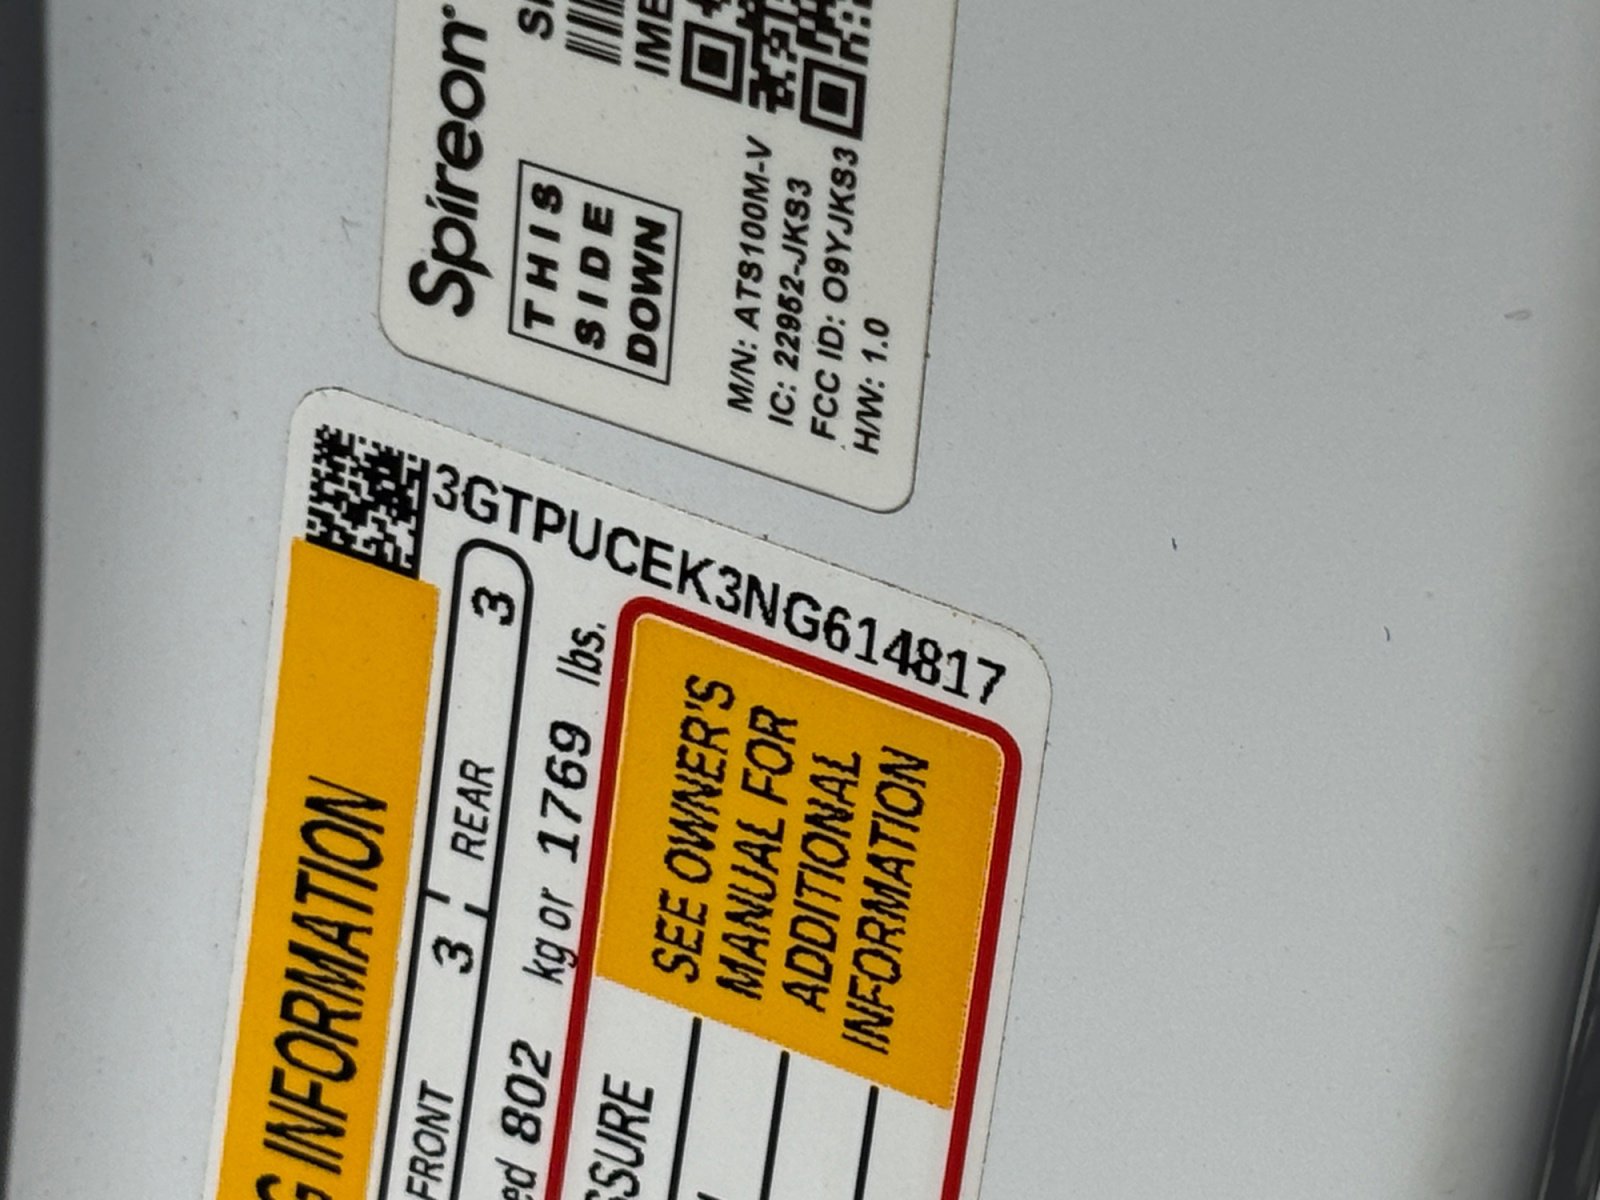 Spireon
THIS
SIDE
DOWN
M/N: ATS100M-V
IC: 22952-JKS3
FCC ID: O9YJKS3
H/W: 1.0
3GTPUCEK3NG614817
INFORMATION
FRONT 3 REAR 3
802 kg or 1769 lbs.
SEE OWNER'S
MANUAL FOR
ADDITIONAL
INFORMATION